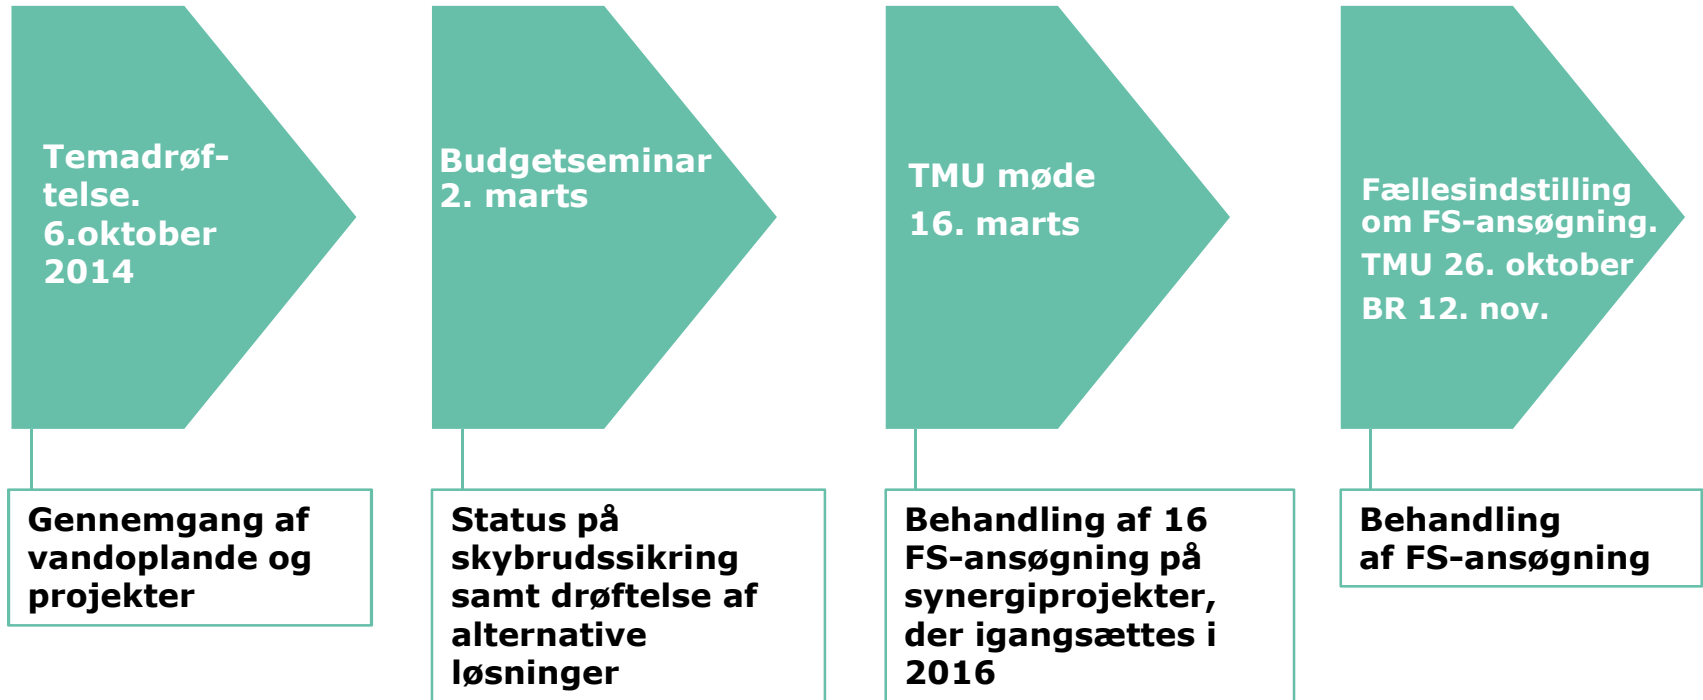 Temadrøf-
telse.
6.oktober
2014
Gennemgang af
vandoplande og
projekter
Budgetseminar
2. marts
Status på
skybrudssikring
samt drøftelse af
alternative
løsninger
TMU møde
16. marts
Behandling af 16
FS-ansøgning på
synergiprojekter,
der igangsættes i
2016
Fællesindstilling
om FS-ansøgning.
TMU 26. oktober
BR 12. nov.
Behandling
af FS-ansøgning